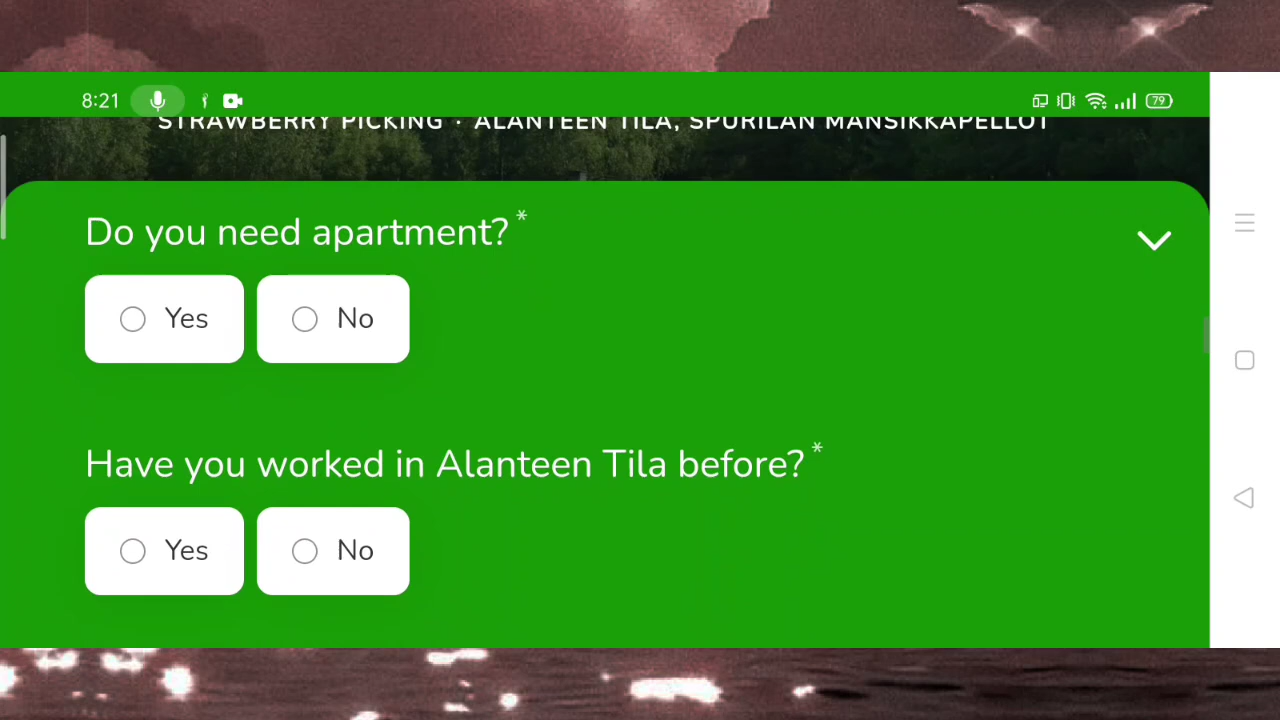 8:21
79
STRAWBERRY PICKING · ALANTEEN TILA, SPURILAN MANSIKKAPELLOT
Do you need apartment? *
Yes
No
Have you worked in Alanteen Tila before? *
Yes
No